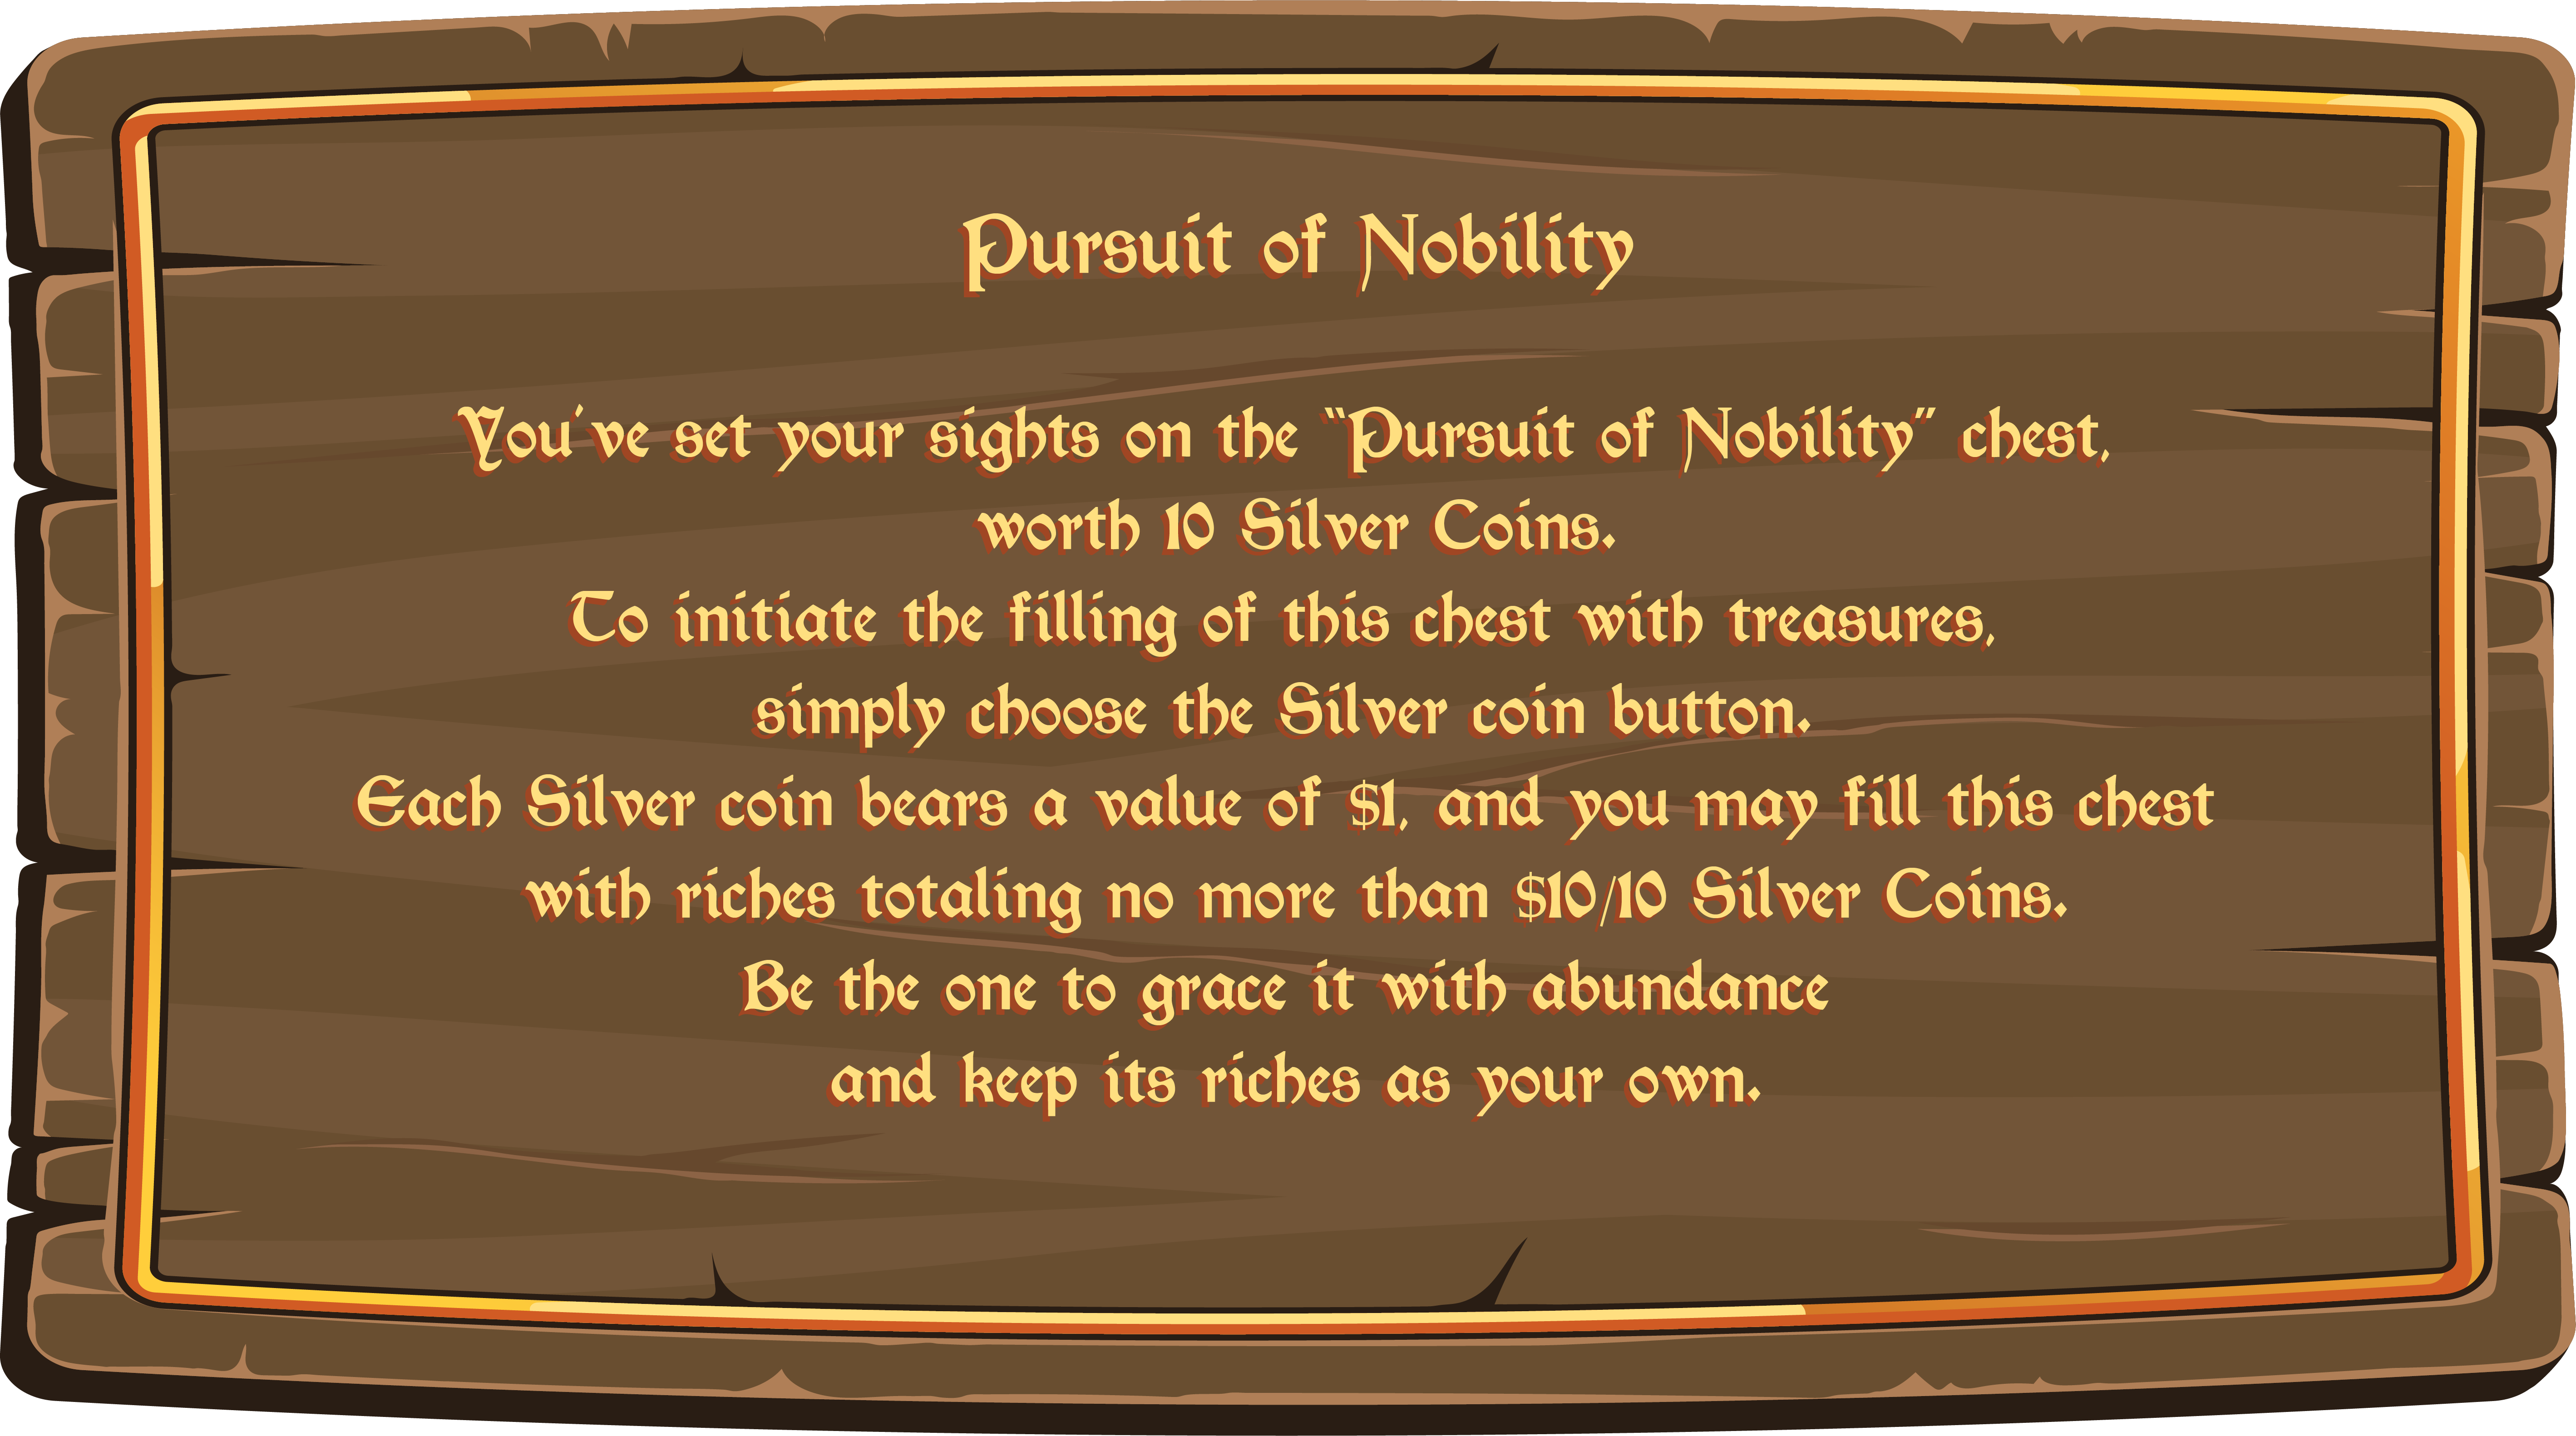 Pursuit of Nobility
You've set your sights on the "Pursuit of Nobility" chest,
worth 10 Silver Coins.
To initiate the filling of this chest with treasures,
simply choose the Silver coin button.
Each Silver coin bears a value of $1, and you may fill this chest
with riches totaling no more than $10/10 Silver Coins.
Be the one to grace it with abundance
and keep its riches as your own.